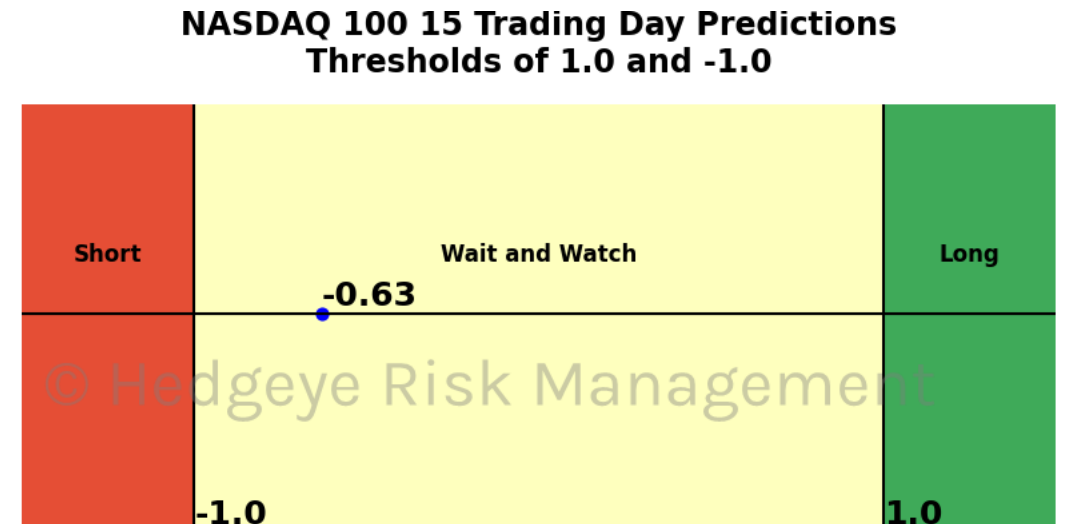 NASDAQ 100 15 Trading Day Predictions
Thresholds of 1.0 and -1.0
Short
Wait and Watch
Long
-0.63
© Hedgeye Risk Management
-1.0
1.0